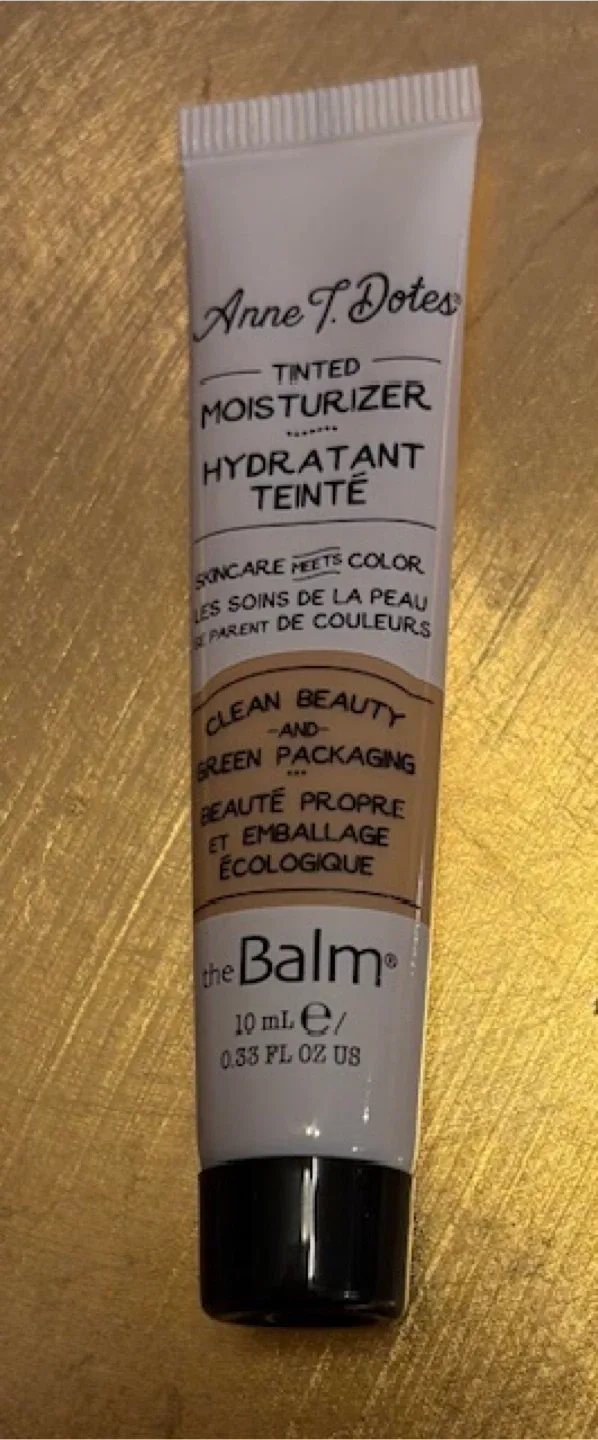 Anne T. Dotes®
TINTED
MOISTURIZER
HYDRATANT
TEINTÉ
SKINCARE MEETS COLOR
LES SOINS DE LA PEAU
SE PARENT DE COULEURS
CLEAN BEAUTY
-AND-
GREEN PACKAGING
BEAUTÉ PROPRE
ET EMBALLAGE
ÉCOLOGIQUE
theBalm®
10 mL ℮/
0.33 FL OZ US